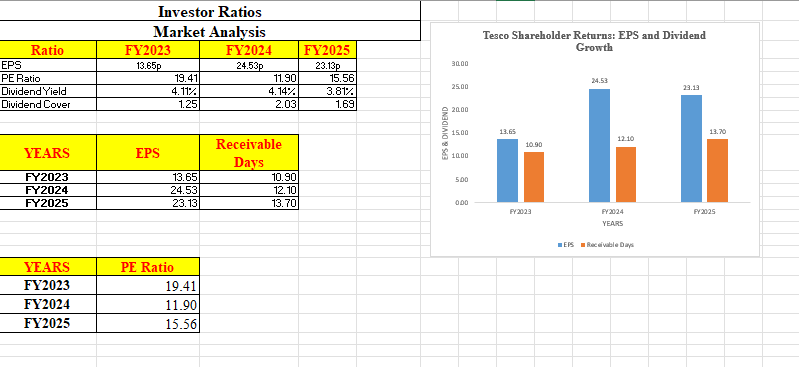 Investor Ratios
Market Analysis
Ratio FY2023 FY2024 FY2025
EPS 13.65p 24.53p 23.13p
PE Ratio 19.41 11.90 15.56
Dividend Yield 4.11% 4.14% 3.81%
Dividend Cover 1.25 2.03 1.69
YEARS EPS Receivable Days
FY2023 13.65 10.90
FY2024 24.53 12.10
FY2025 23.13 13.70
YEARS PE Ratio
FY2023 19.41
FY2024 11.90
FY2025 15.56
Tesco Shareholder Returns: EPS and Dividend
Growth
EPS & DIVIDEND
30.00
25.00
20.00
15.00
10.00
5.00
0.00
13.65
10.90
24.53
12.10
23.13
13.70
FY2023 FY2024 FY2025
YEARS
EPS Receivable Days